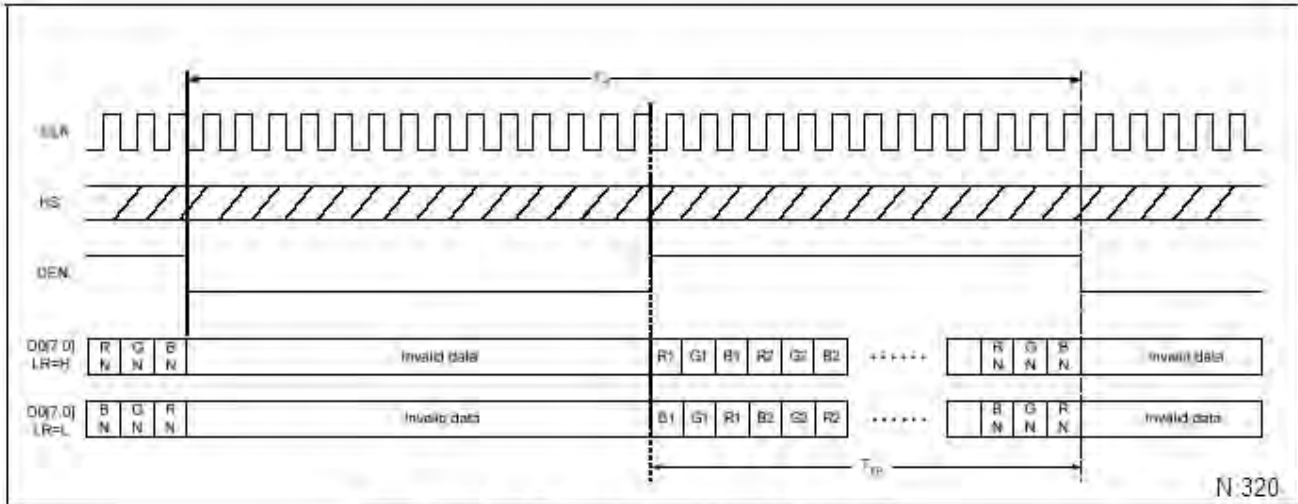 HS
DEN
D0[7:0]
LR=H
R N G N B N Invalid data R1 G1 B1 R2 G2 B2 ...... R N G N B N Invalid data
D0[7:0]
LR=L
B N G N R N Invalid data B1 G1 R1 B2 G2 R2 ...... B N G N R N Invalid data
N:320